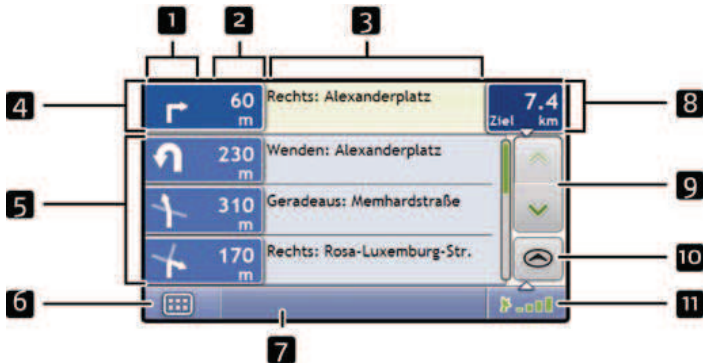 1 2 3
4 60 m Rechts: Alexanderplatz 7.4 Ziel km 8
230 m Wenden: Alexanderplatz
9
5 310 m Geradeaus: Memhardstraße
170 m Rechts: Rosa-Luxemburg-Str. 10
6 11
7